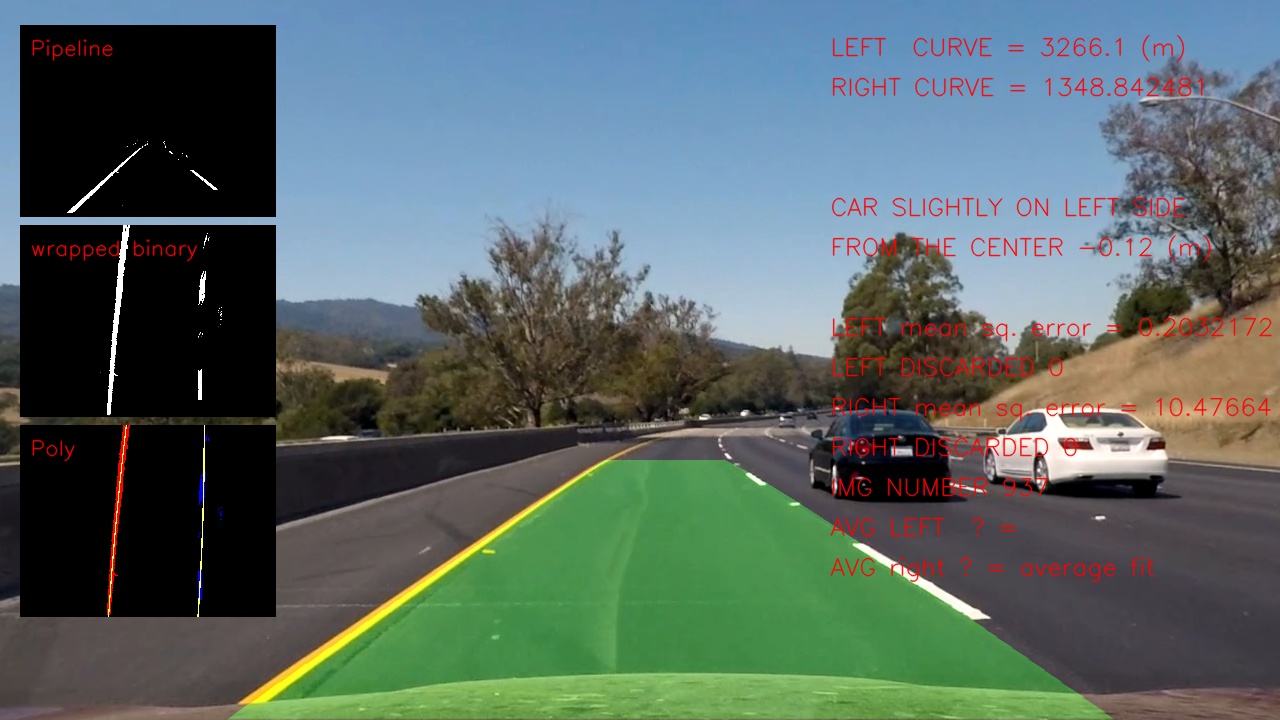 Pipeline
wrapped binary
Poly
LEFT CURVE = 3266.1 (m)
RIGHT CURVE = 1348.842481
CAR SLIGHTLY ON LEFT SIDE
FROM THE CENTER -0.12 (m)
LEFT mean sq. error = 0.2032172
LEFT DISCARDED 0
RIGHT mean sq. error = 10.47664
RIGHT DISCARDED 0
IMG NUMBER 937
AVG LEFT ? =
AVG right ? = average fit